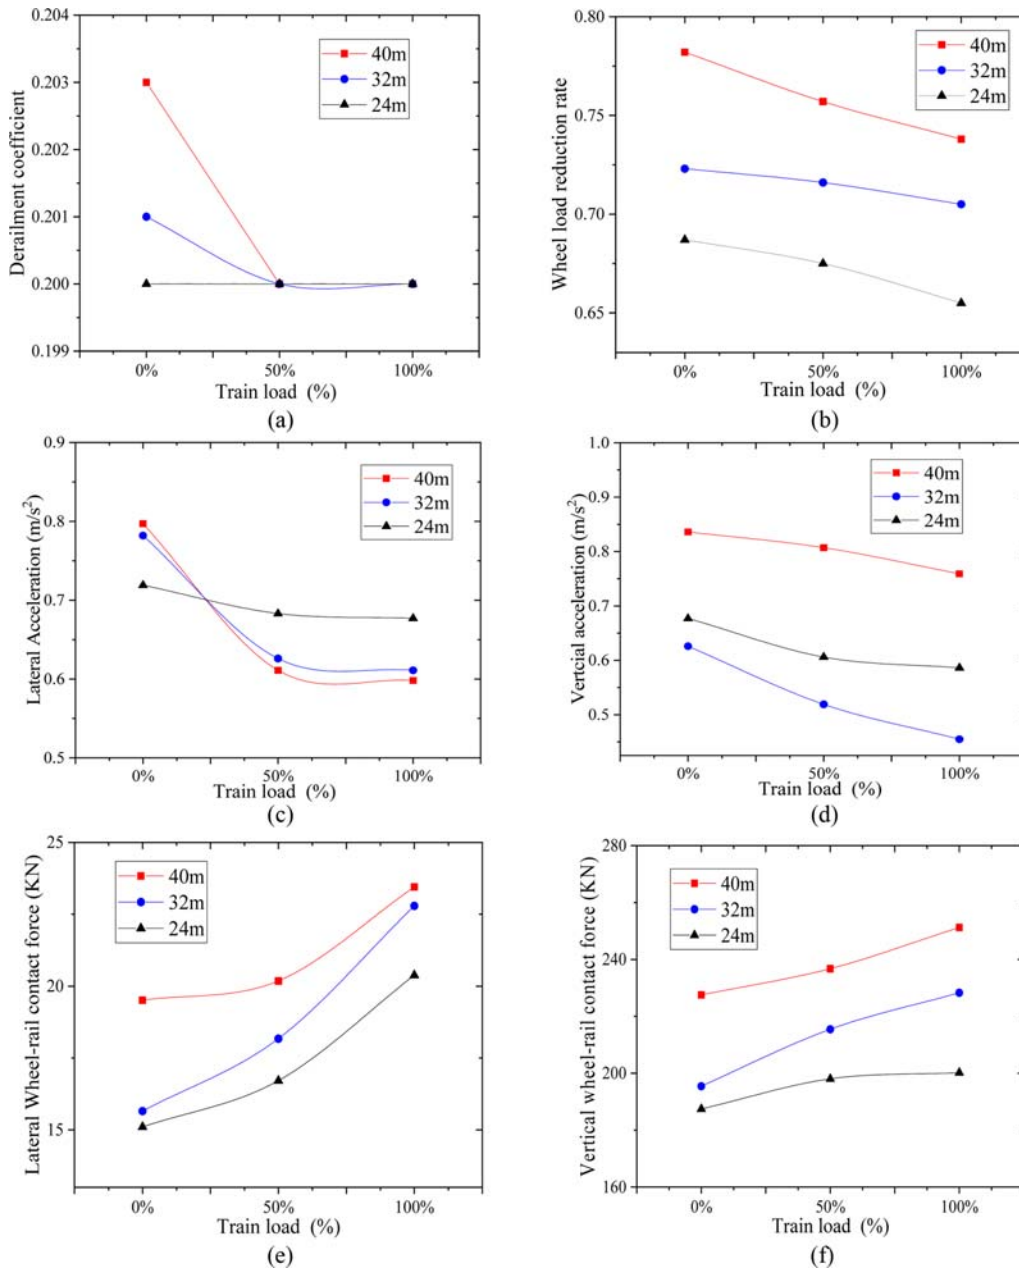 0.204
0.203
0.202
0.201
0.200
0.199
Derailment coefficient
40m
32m
24m
0%
50%
100%
Train load (%)
(a)
0.80
0.75
0.70
0.65
Wheel load reduction rate
40m
32m
24m
0%
50%
100%
Train load (%)
(b)
0.9
0.8
0.7
0.6
0.5
Lateral Acceleration (m/s²)
40m
32m
24m
0%
50%
100%
Train load (%)
(c)
1.0
0.9
0.8
0.7
0.6
0.5
Vertcial acceleration (m/s²)
40m
32m
24m
0%
50%
100%
Train load (%)
(d)
25
20
15
Lateral Wheel-rail contact force (KN)
40m
32m
24m
0%
50%
100%
Train load (%)
(e)
280
240
200
160
Vertical wheel-rail contact force (KN)
40m
32m
24m
0%
50%
100%
Train load (%)
(f)